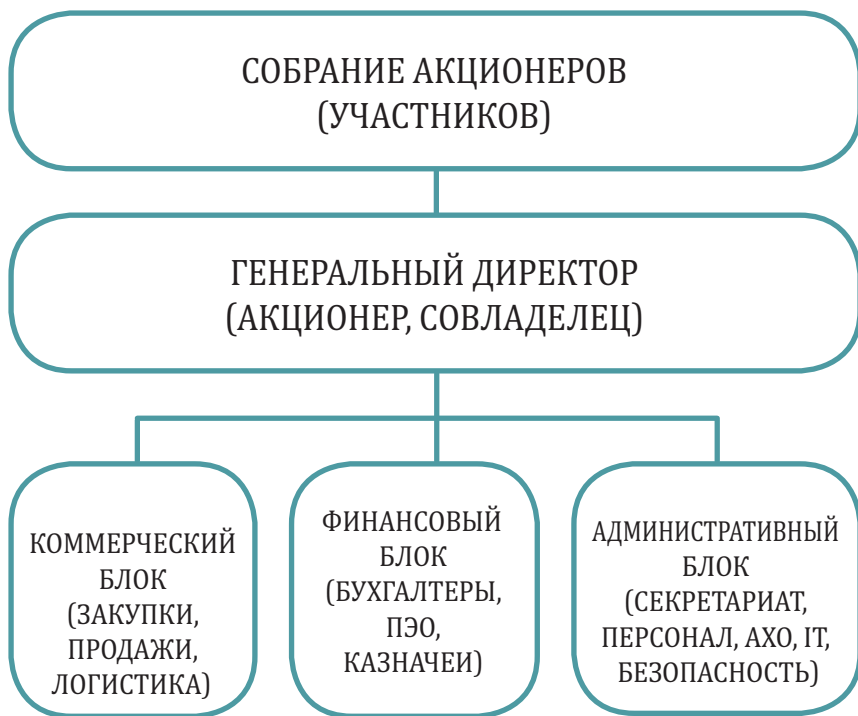 СОБРАНИЕ АКЦИОНЕРОВ
(УЧАСТНИКОВ)
ГЕНЕРАЛЬНЫЙ ДИРЕКТОР
(АКЦИОНЕР, СОВЛАДЕЛЕЦ)
КОММЕРЧЕСКИЙ
БЛОК
(ЗАКУПКИ,
ПРОДАЖИ,
ЛОГИСТИКА)
ФИНАНСОВЫЙ
БЛОК
(БУХГАЛТЕРЫ,
ПЭО,
КАЗНАЧЕИ)
АДМИНИСТРАТИВНЫЙ
БЛОК
(СЕКРЕТАРИАТ,
ПЕРСОНАЛ, АХО, IT,
БЕЗОПАСНОСТЬ)